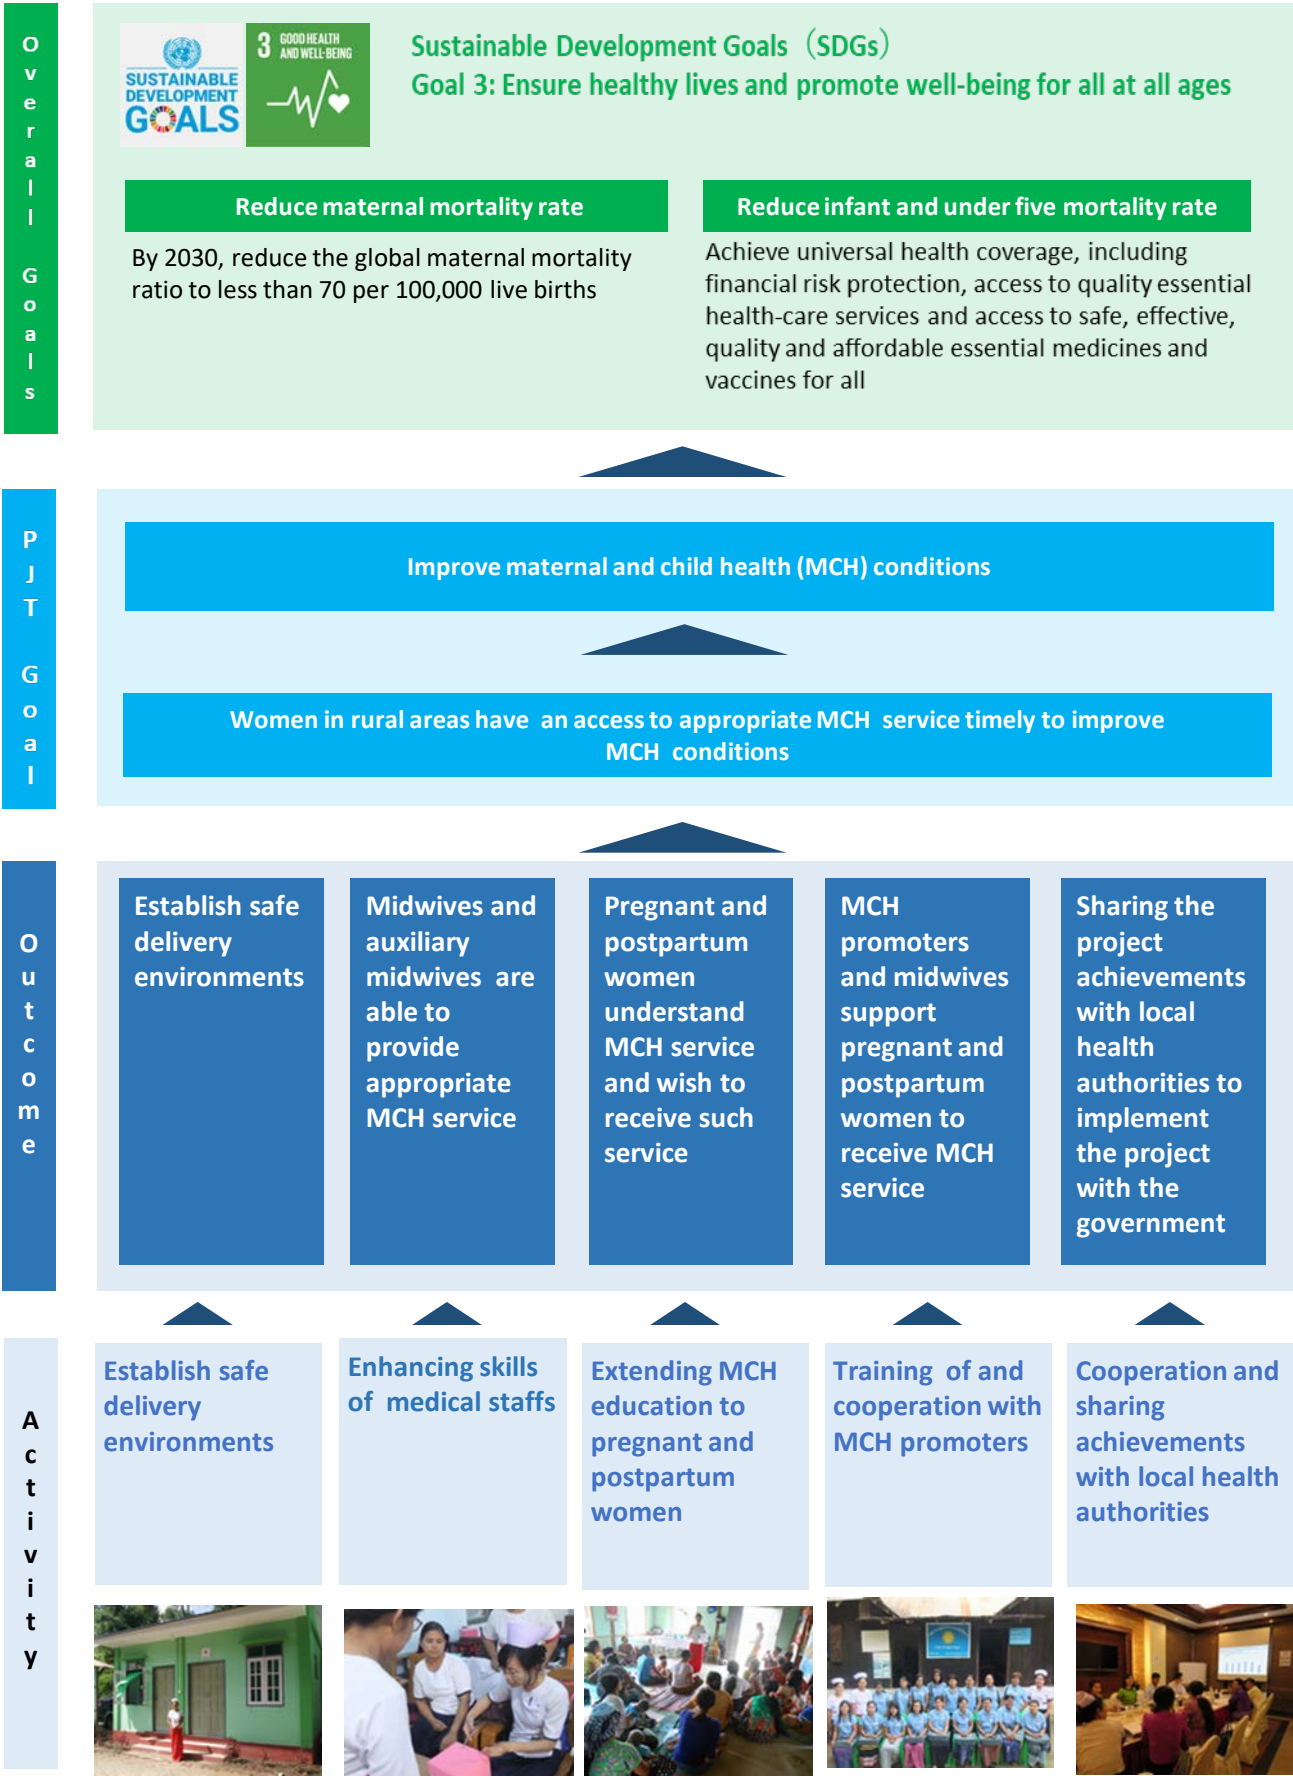 Overall Goals
SUSTAINABLE
DEVELOPMENT
GOALS
3 GOOD HEALTH
AND WELL-BEING
Sustainable Development Goals（SDGs）
Goal 3: Ensure healthy lives and promote well-being for all at all ages
Reduce maternal mortality rate
By 2030, reduce the global maternal mortality
ratio to less than 70 per 100,000 live births
Reduce infant and under five mortality rate
Achieve universal health coverage, including
financial risk protection, access to quality essential
health-care services and access to safe, effective,
quality and affordable essential medicines and
vaccines for all
PJT Goal
Improve maternal and child health (MCH) conditions
Women in rural areas have an access to appropriate MCH service timely to improve
MCH conditions
Outcome
Establish safe
delivery
environments
Midwives and
auxiliary
midwives are
able to
provide
appropriate
MCH service
Pregnant and
postpartum
women
understand
MCH service
and wish to
receive such
service
MCH
promoters
and midwives
support
pregnant and
postpartum
women to
receive MCH
service
Sharing the
project
achievements
with local
health
authorities to
implement
the project
with the
government
Activity
Establish safe
delivery
environments
Enhancing skills
of medical staffs
Extending MCH
education to
pregnant and
postpartum
women
Training of and
cooperation with
MCH promoters
Cooperation and
sharing
achievements
with local health
authorities